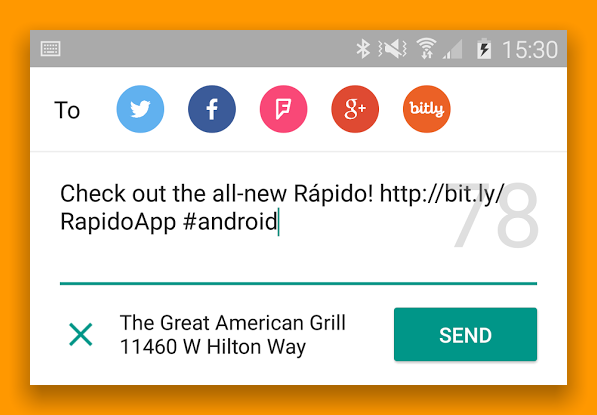 15:30
To
g+
bitly
Check out the all-new Rápido! http://bit.ly/
RapidoApp #android
78
The Great American Grill
11460 W Hilton Way
SEND